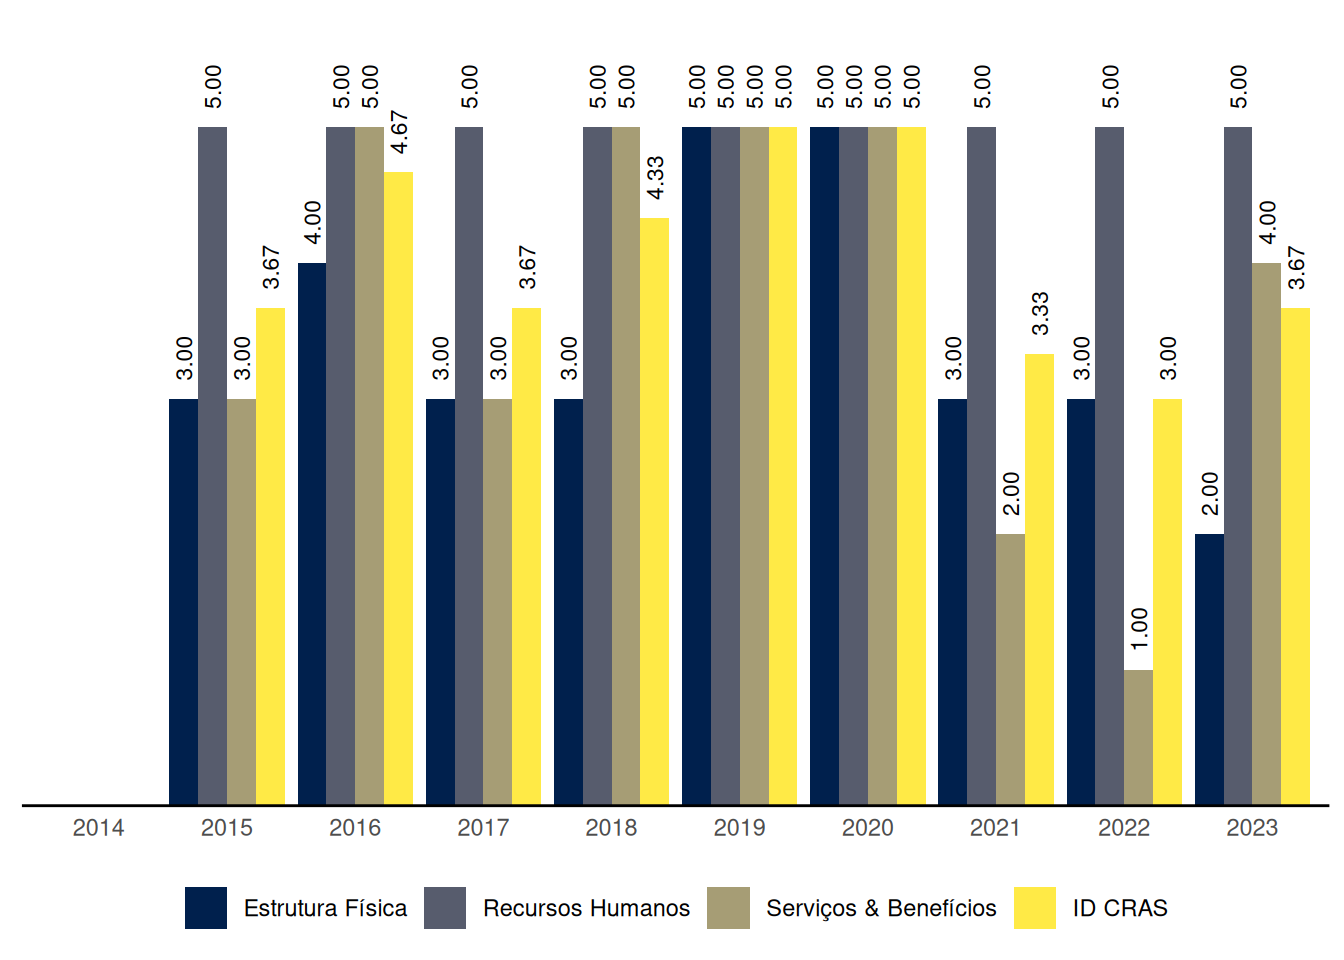 5.00 5.00 5.00 5.00 5.00 5.00 5.00 5.00 5.00 5.00 5.00 5.00 5.00 5.00 5.00 5.00 5.00
4.67
4.33
4.00 4.00
3.67 3.67 3.67
3.33
3.00 3.00 3.00 3.00 3.00 3.00 3.00 3.00
2.00 2.00
1.00
2014 2015 2016 2017 2018 2019 2020 2021 2022 2023
Estrutura Física Recursos Humanos Serviços & Benefícios ID CRAS